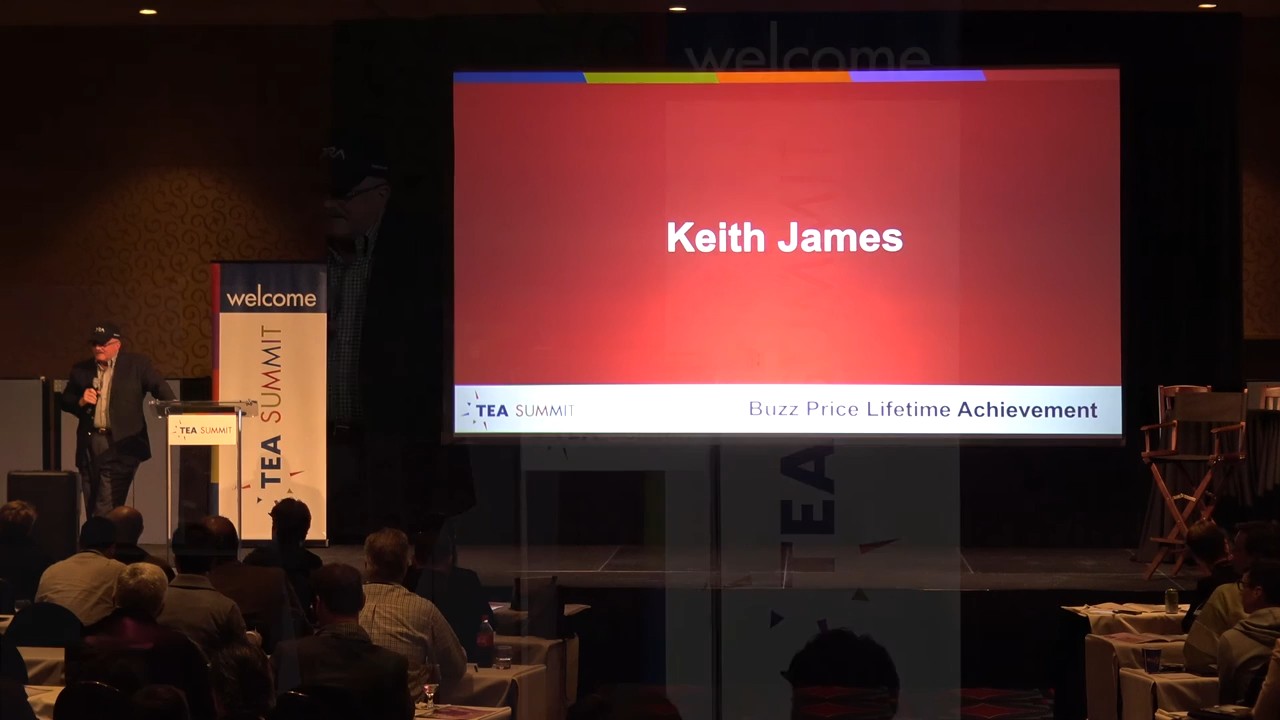 welcome
Keith James
TEA SUMMIT
Buzz Price Lifetime Achievement
welcome
TEA SUMMIT
TEA SUMMIT
TEA